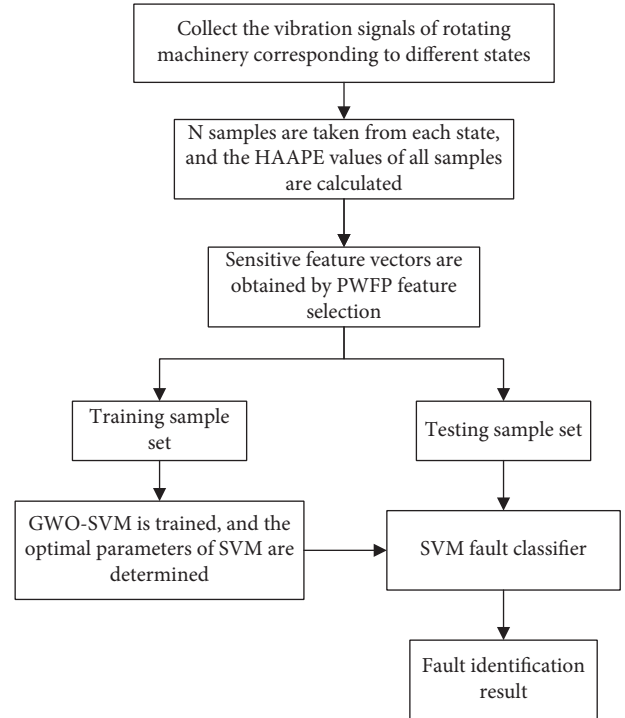 Collect the vibration signals of rotating
machinery corresponding to different states
N samples are taken from each state,
and the HAAPE values of all samples
are calculated
Sensitive feature vectors are
obtained by PWFP feature
selection
Training sample
set
Testing sample set
GWO-SVM is trained, and the
optimal parameters of SVM are
determined
SVM fault classifier
Fault identification
result